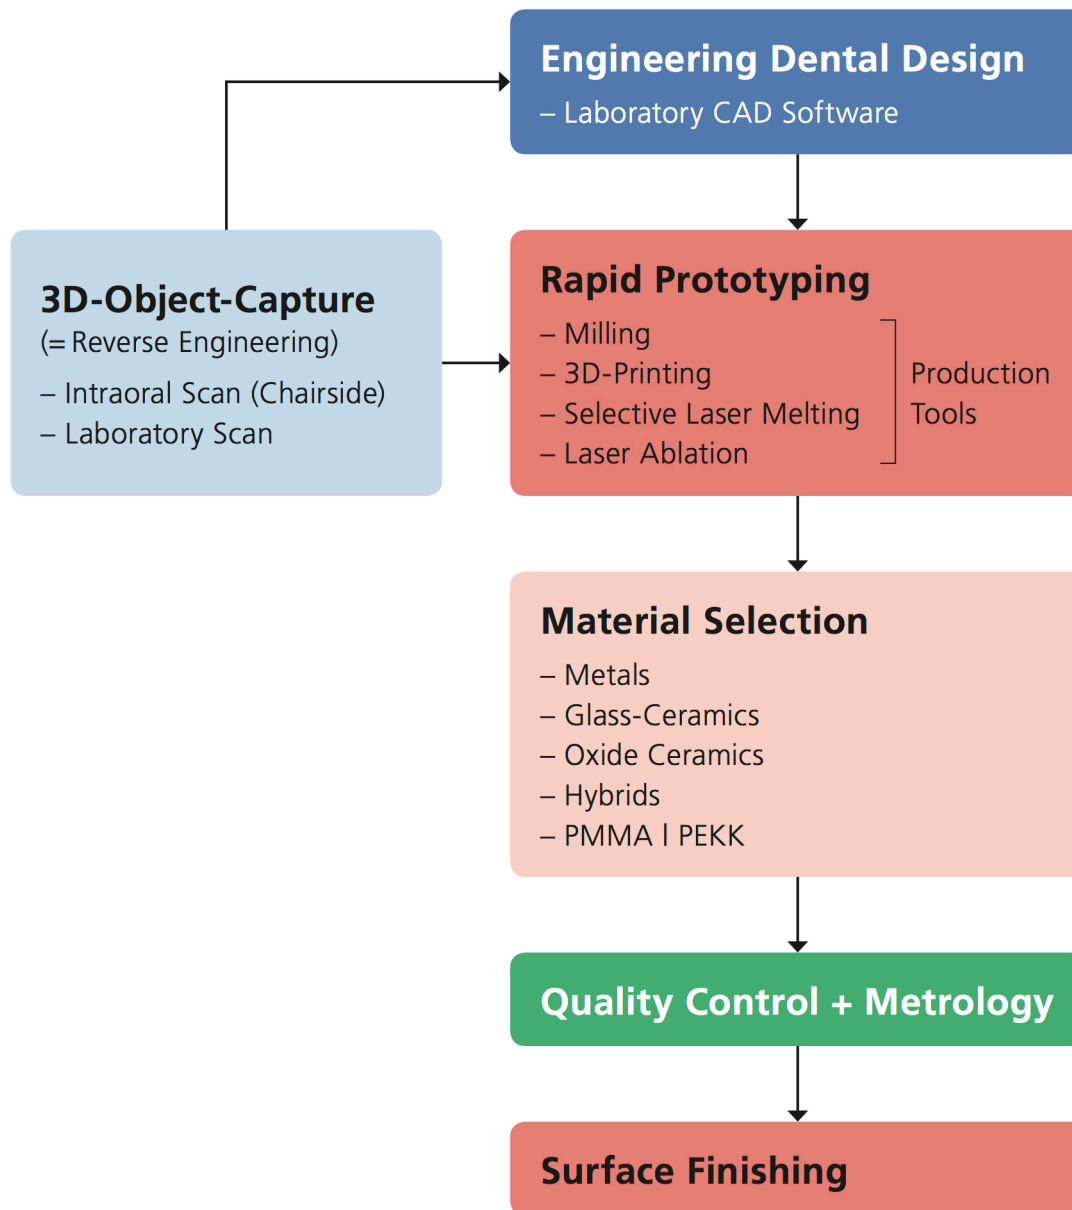 Engineering Dental Design
– Laboratory CAD Software
3D-Object-Capture
(= Reverse Engineering)
– Intraoral Scan (Chairside)
– Laboratory Scan
Rapid Prototyping
– Milling
– 3D-Printing
– Selective Laser Melting
– Laser Ablation
Production
Tools
Material Selection
– Metals
– Glass-Ceramics
– Oxide Ceramics
– Hybrids
– PMMA l PEKK
Quality Control + Metrology
Surface Finishing